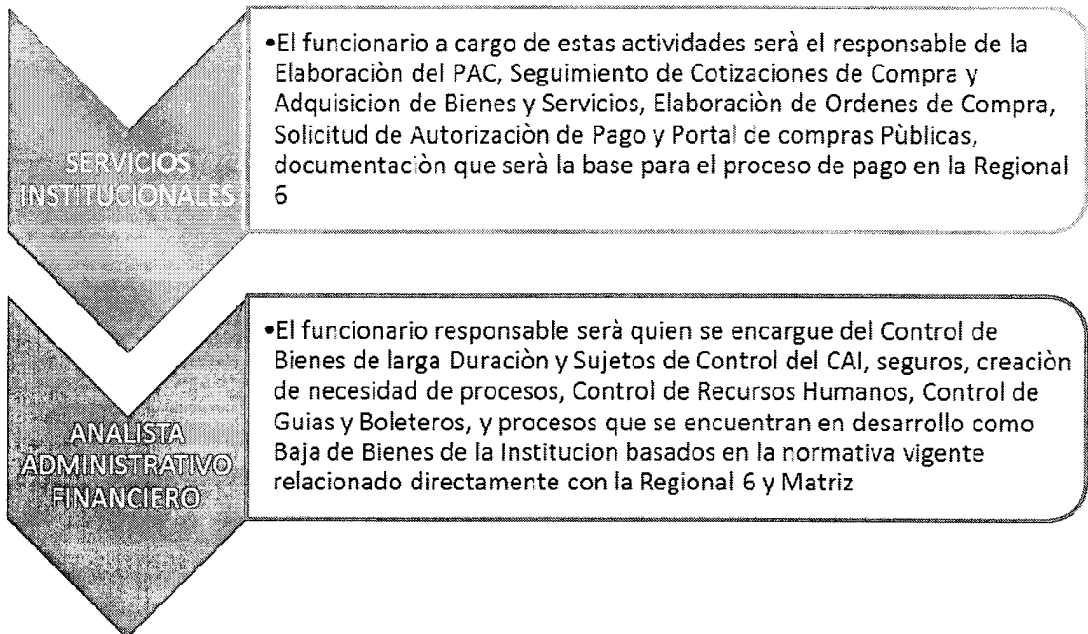 SERVICIOS
INSTITUCIONALES
•El funcionario a cargo de estas actividades serà el responsable de la
Elaboraciòn del PAC, Seguimiento de Cotizaciones de Compra y
Adquisicion de Bienes y Servicios, Elaboraciòn de Ordenes de Compra,
Solicitud de Autorizaciòn de Pago y Portal de compras Pùblicas,
documentaciòn que serà la base para el proceso de pago en la Regional
6
ANALISTA
ADMINISTRATIVO
FINANCIERO
•El funcionario responsable serà quien se encargue del Control de
Bienes de larga Duraciòn y Sujetos de Control del CAI, seguros, creaciòn
de necesidad de procesos, Control de Recursos Humanos, Control de
Guias y Boleteros, y procesos que se encuentran en desarrollo como
Baja de Bienes de la Institucion basados en la normativa vigente
relacionado directamente con la Regional 6 y Matriz